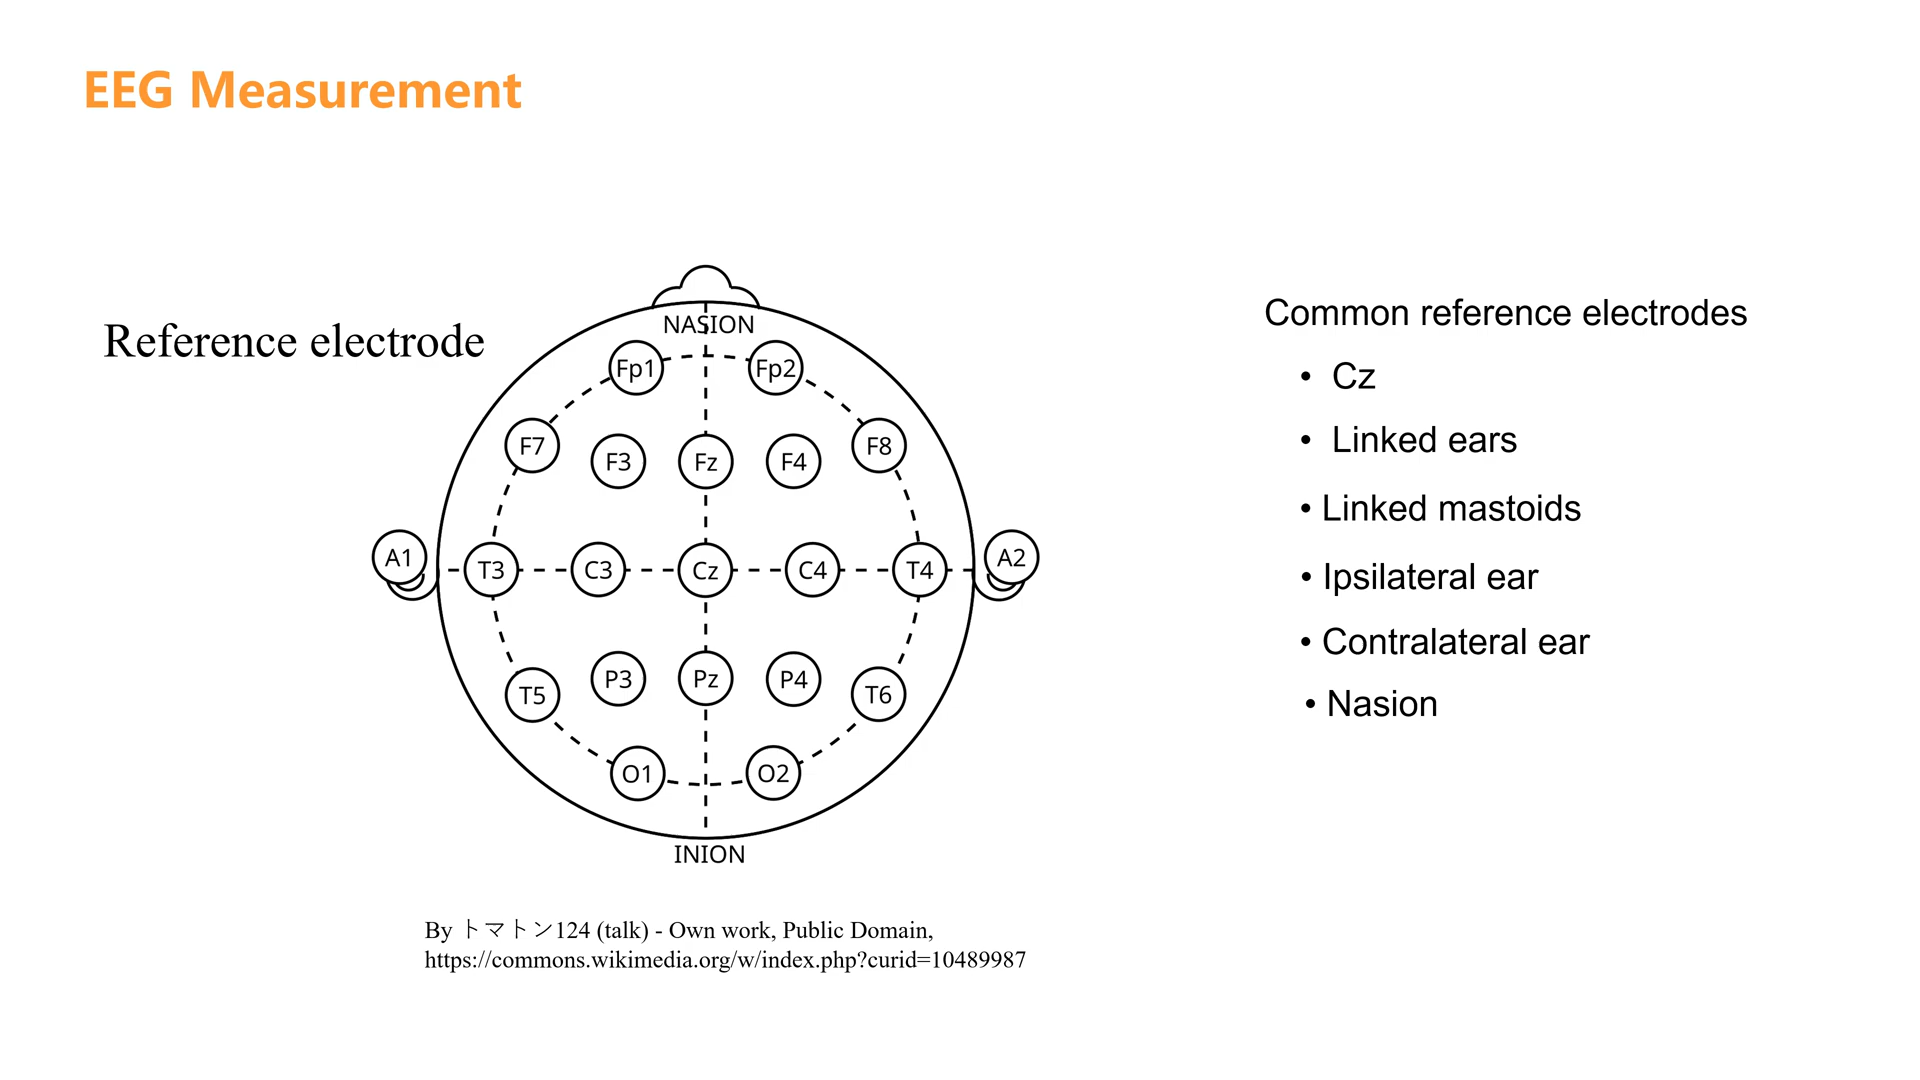 EEG Measurement
Reference electrode
NASION
Fp1 Fp2
F7 F3 Fz F4 F8
A1 T3 C3 Cz C4 T4 A2
T5 P3 Pz P4 T6
O1 O2
INION
By トマトン124 (talk) - Own work, Public Domain,
https://commons.wikimedia.org/w/index.php?curid=10489987
Common reference electrodes
• Cz
• Linked ears
• Linked mastoids
• Ipsilateral ear
• Contralateral ear
• Nasion